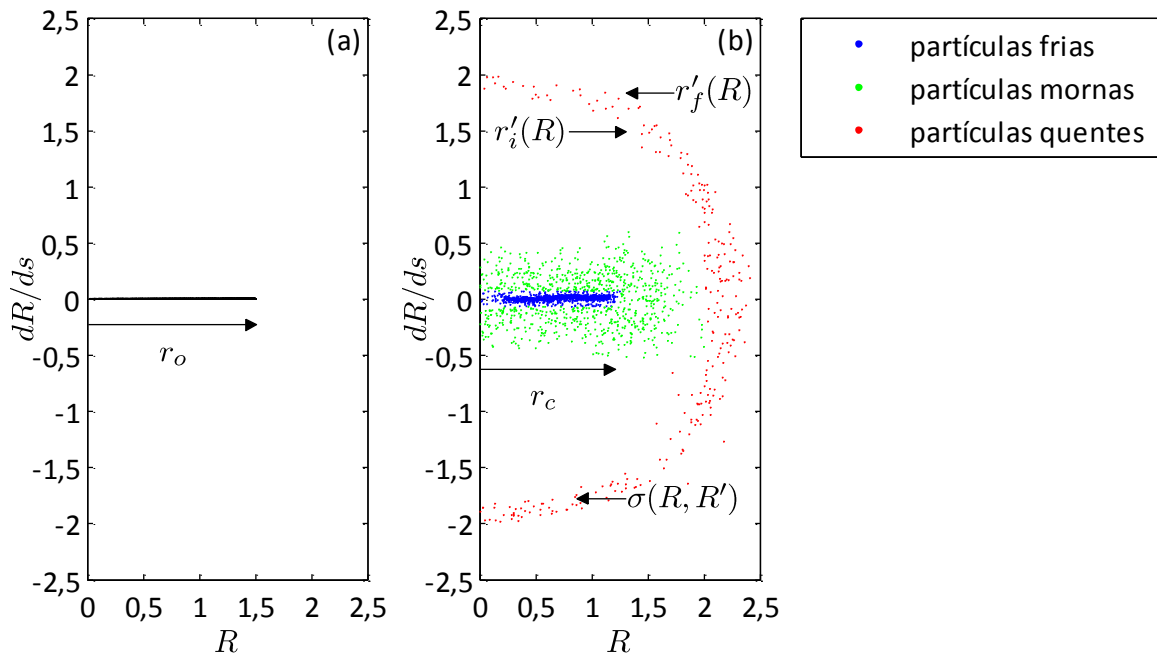 (a)
2,5
2
1,5
1
0,5
0
-0,5
-1
-1,5
-2
-2,5
dR/ds
r_o
0 0,5 1 1,5 2 2,5
R
(b)
2,5
2
1,5
1
0,5
0
-0,5
-1
-1,5
-2
-2,5
dR/ds
r′_f(R)
r′_i(R)
r_c
σ(R, R′)
0 0,5 1 1,5 2 2,5
R
partículas frias
partículas mornas
partículas quentes